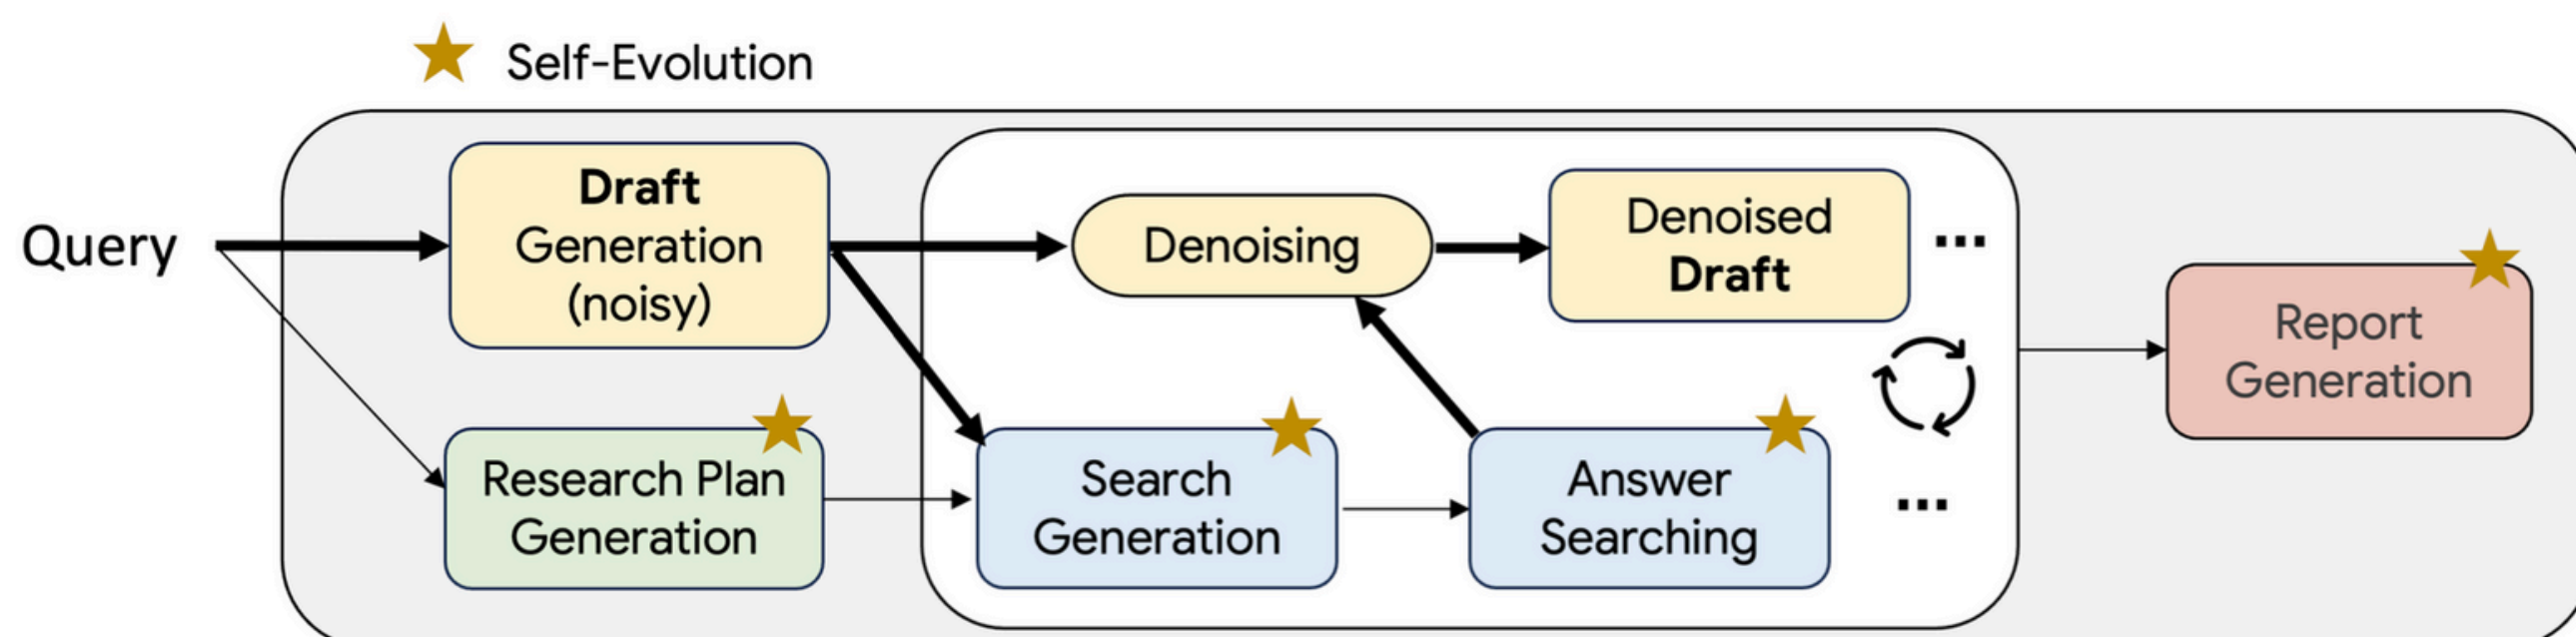 Self-Evolution
Query
Draft
Generation
(noisy)
Denoising
Denoised
Draft
...
Research Plan
Generation
Search
Generation
Answer
Searching
...
Report
Generation